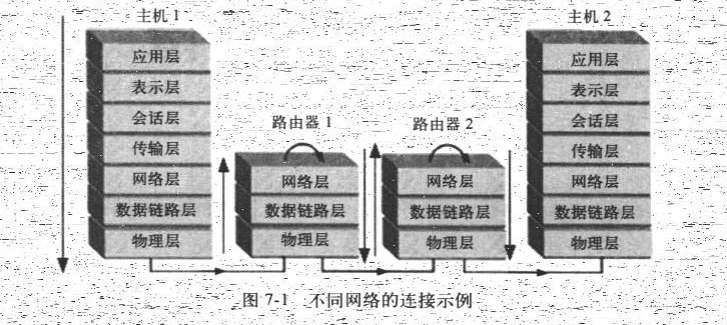 主机 1
主机 2
应用层
表示层
会话层
传输层
网络层
数据链路层
物理层
路由器 1
网络层
数据链路层
物理层
路由器 2
网络层
数据链路层
物理层
应用层
表示层
会话层
传输层
网络层
数据链路层
物理层
图 7-1 不同网络的连接示例